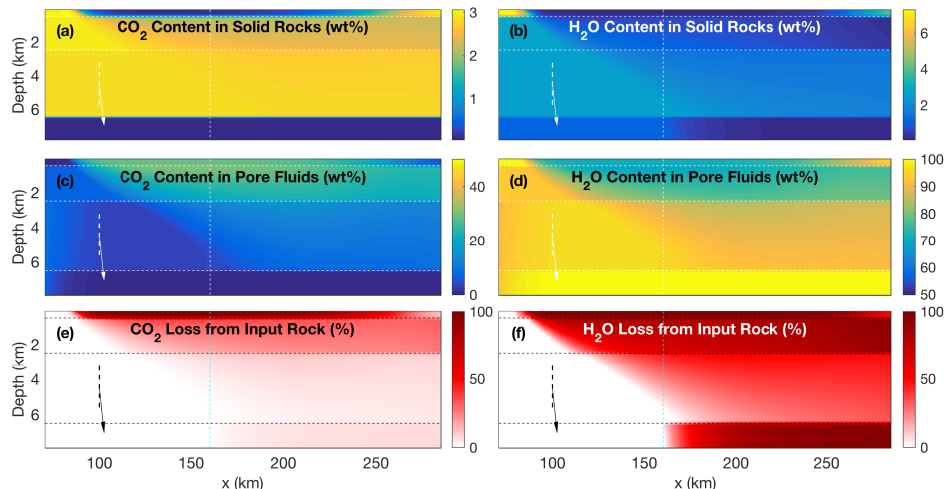 (a) CO2 Content in Solid Rocks (wt%)
Depth (km)
2
4
6
3
2
1
(b) H2O Content in Solid Rocks (wt%)
6
4
2
(c) CO2 Content in Pore Fluids (wt%)
Depth (km)
2
4
6
40
20
0
(d) H2O Content in Pore Fluids (wt%)
100
90
80
70
60
50
(e) CO2 Loss from Input Rock (%)
Depth (km)
2
4
6
100
50
0
100 150 200 250
x (km)
(f) H2O Loss from Input Rock (%)
100
50
0
100 150 200 250
x (km)